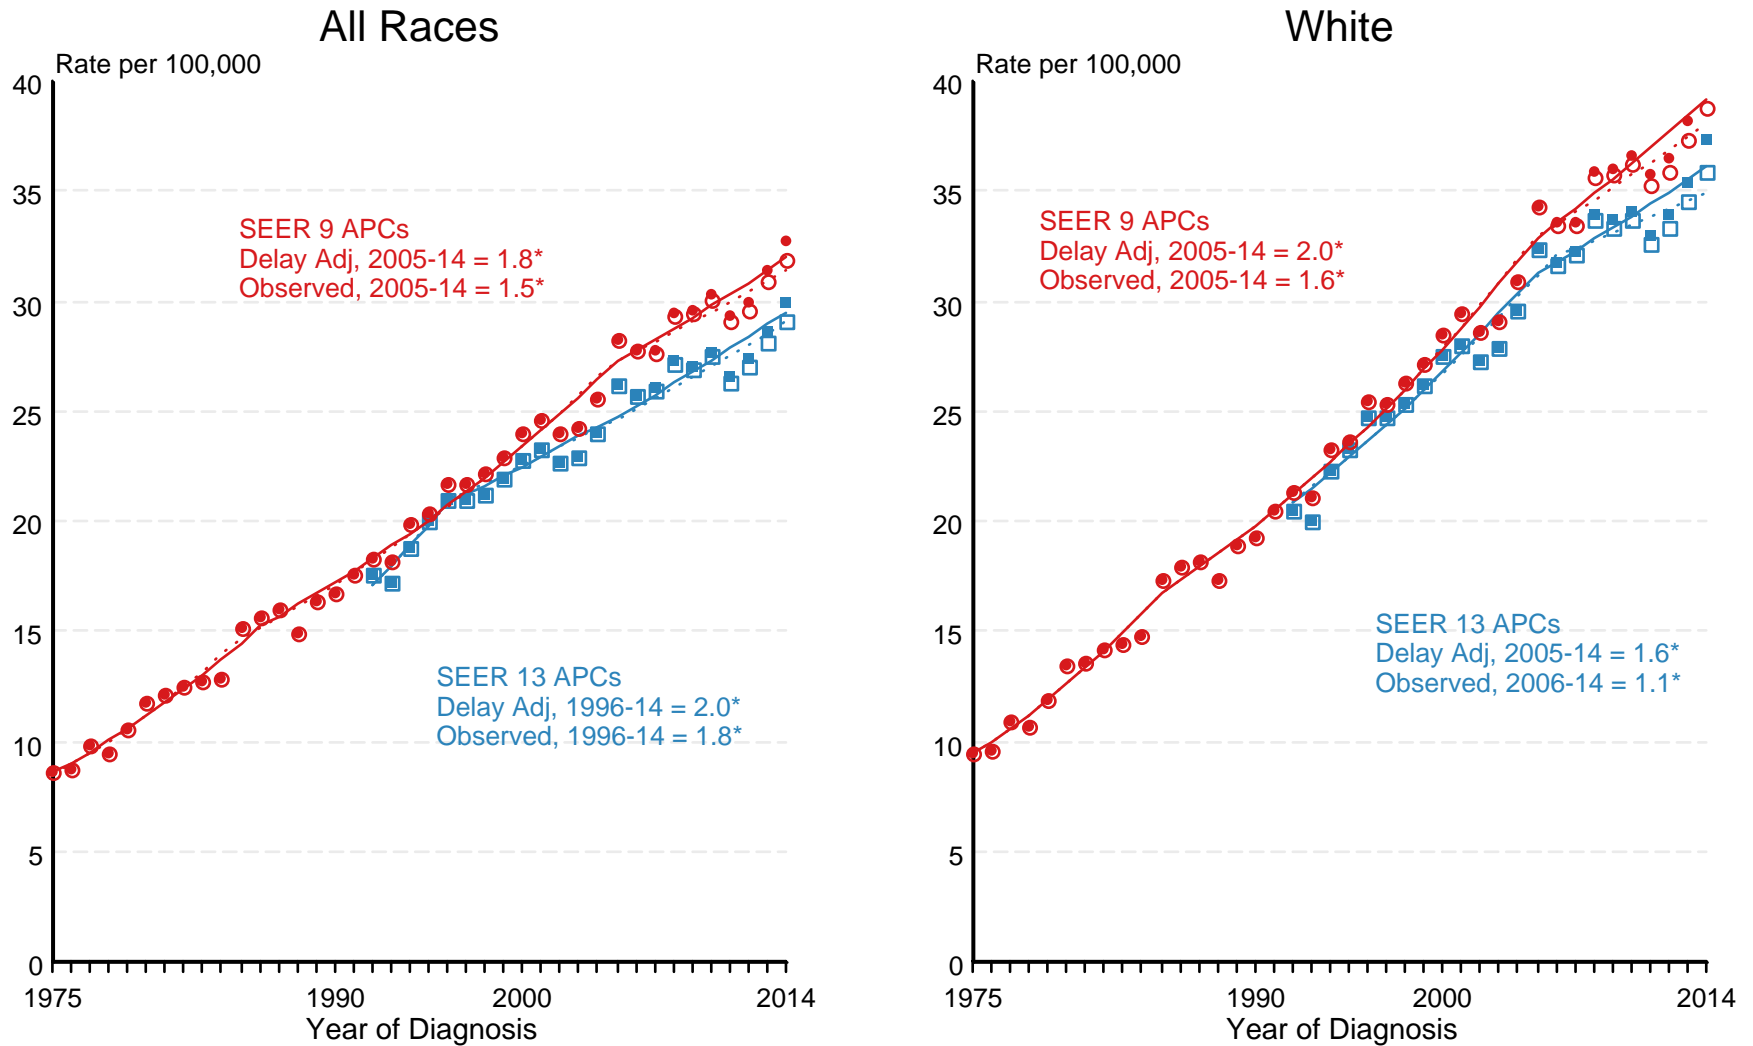 All Races
Rate per 100,000
40
35
30
25
20
15
10
5
0
SEER 9 APCs
Delay Adj, 2005-14 = 1.8*
Observed, 2005-14 = 1.5*
SEER 13 APCs
Delay Adj, 1996-14 = 2.0*
Observed, 1996-14 = 1.8*
1975 1990 2000 2014
Year of Diagnosis
White
Rate per 100,000
40
35
30
25
20
15
10
5
0
SEER 9 APCs
Delay Adj, 2005-14 = 2.0*
Observed, 2005-14 = 1.6*
SEER 13 APCs
Delay Adj, 2005-14 = 1.6*
Observed, 2006-14 = 1.1*
1975 1990 2000 2014
Year of Diagnosis